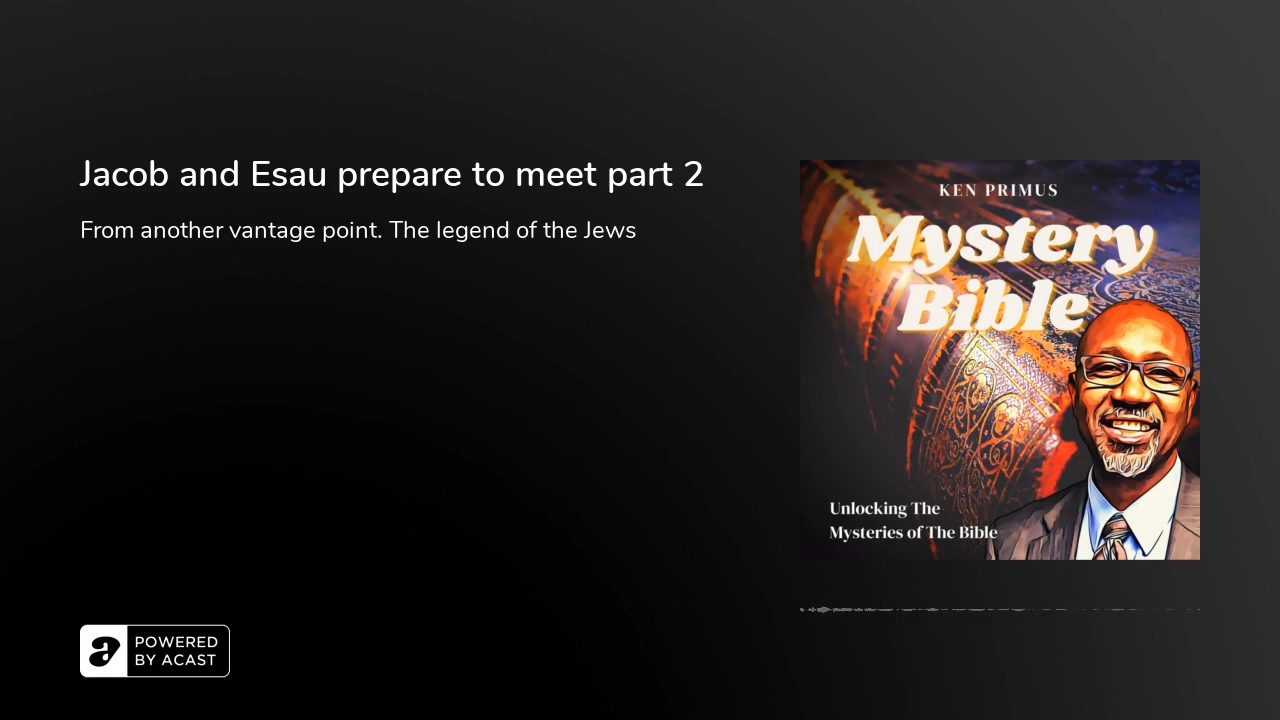 Jacob and Esau prepare to meet part 2
From another vantage point. The legend of the Jews
KEN PRIMUS
Mystery
Bible
Unlocking The
Mysteries of The Bible
a POWERED
BY ACAST